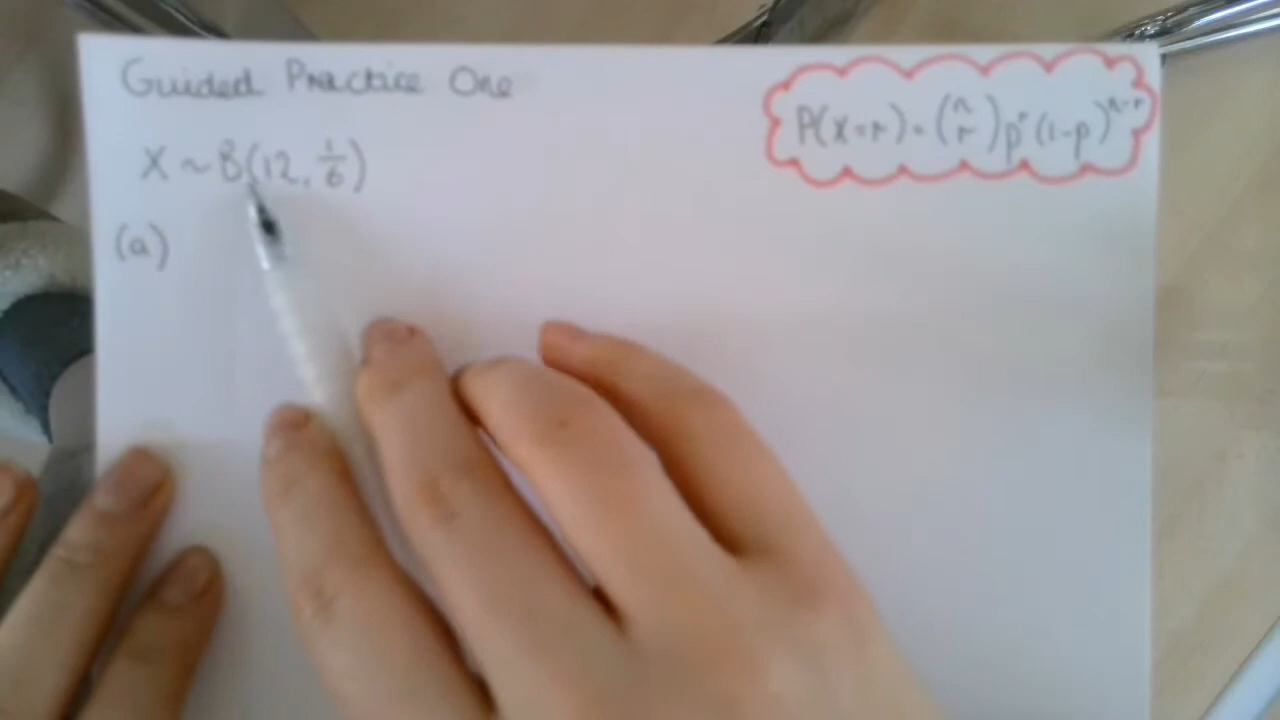 Guided Practice One
P(X=r) = (n r) p^r (1-p)^n-r
X ~ B(12, 1/6)
(a)